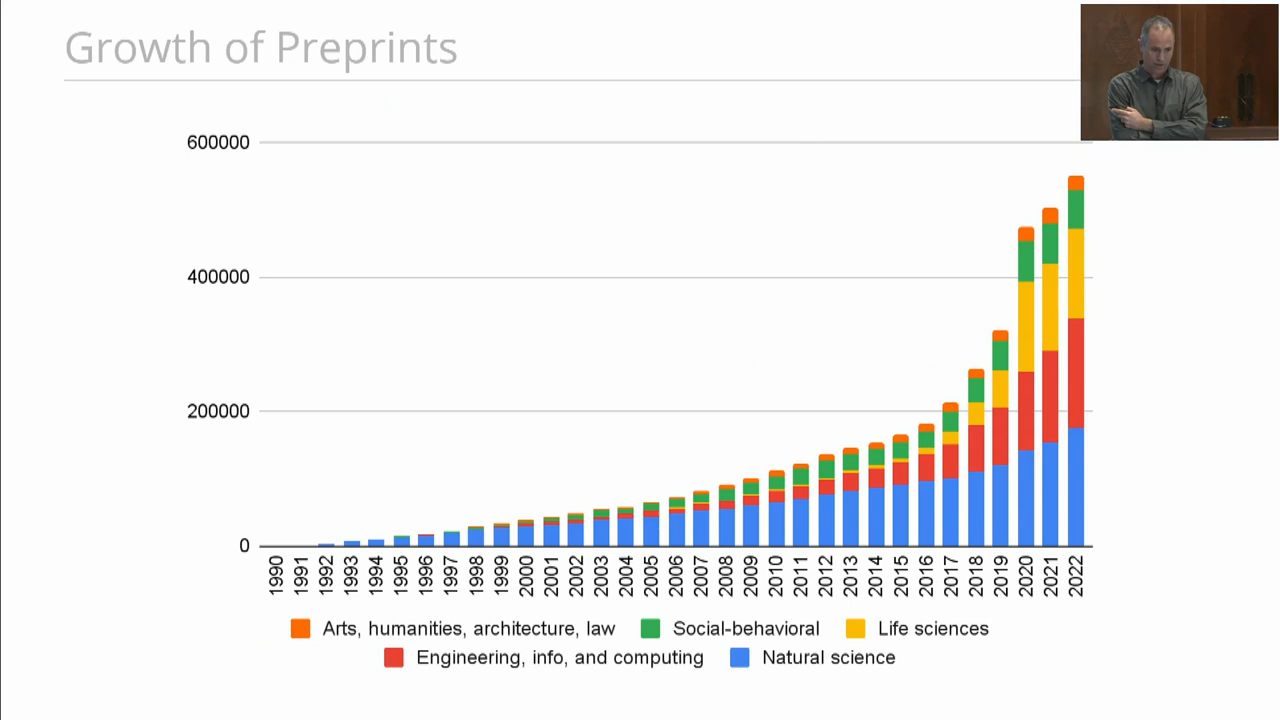 Growth of Preprints
600000
400000
200000
0
1990 1991 1992 1993 1994 1995 1996 1997 1998 1999 2000 2001 2002 2003 2004 2005 2006 2007 2008 2009 2010 2011 2012 2013 2014 2015 2016 2017 2018 2019 2020 2021 2022
Arts, humanities, architecture, law Social-behavioral Life sciences
Engineering, info, and computing Natural science